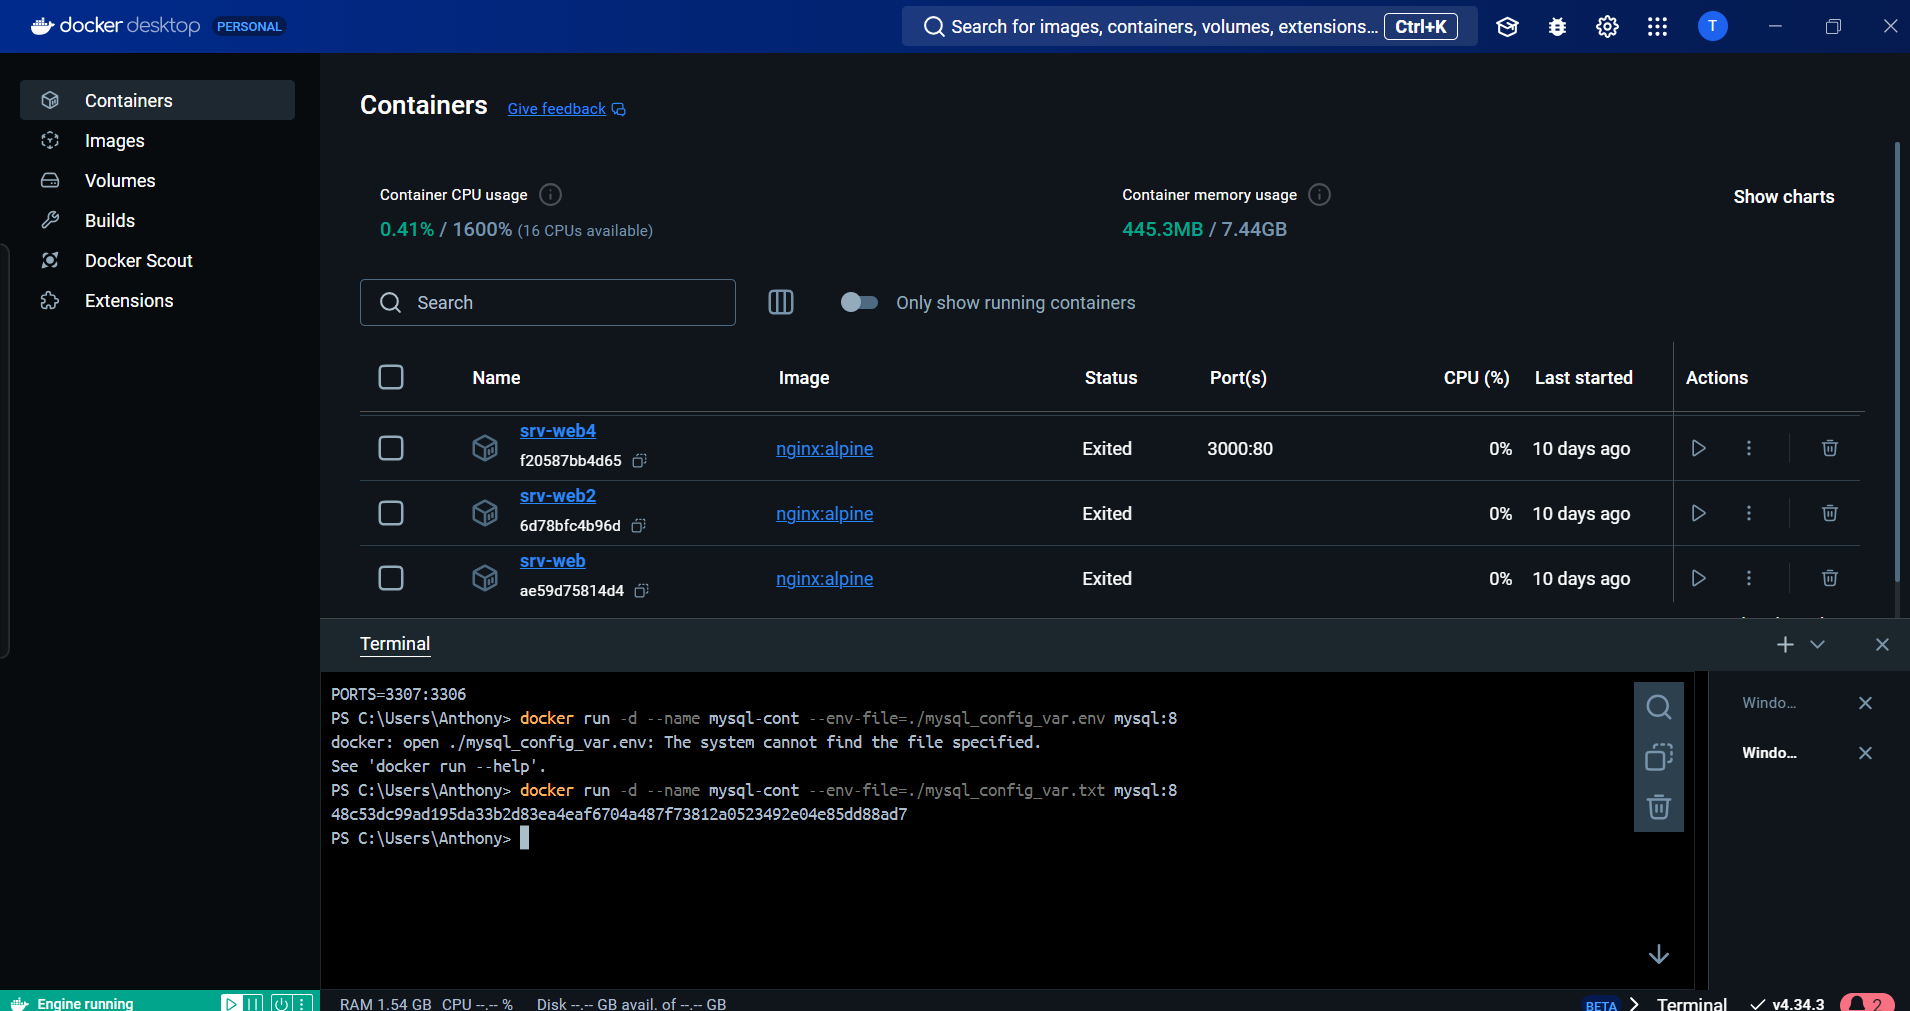 docker desktop PERSONAL
Search for images, containers, volumes, extensions... Ctrl+K
T
Containers
Images
Volumes
Builds
Docker Scout
Extensions
Containers Give feedback
Container CPU usage
0.41% / 1600% (16 CPUs available)
Container memory usage
445.3MB / 7.44GB
Show charts
Search
Only show running containers
Name Image Status Port(s) CPU (%) Last started Actions
srv-web4
f20587bb4d65
nginx:alpine Exited 3000:80 0% 10 days ago
srv-web2
6d78bfc4b96d
nginx:alpine Exited 0% 10 days ago
srv-web
ae59d75814d4
nginx:alpine Exited 0% 10 days ago
Terminal
PORTS=3307:3306
PS C:\Users\Anthony> docker run -d --name mysql-cont --env-file=./mysql_config_var.env mysql:8
docker: open ./mysql_config_var.env: The system cannot find the file specified.
See 'docker run --help'.
PS C:\Users\Anthony> docker run -d --name mysql-cont --env-file=./mysql_config_var.txt mysql:8
48c53dc99ad195da33b2d83ea4eaf6704a487f73812a0523492e04e85dd88ad7
PS C:\Users\Anthony>
Windo...
Windo...
Engine running
RAM 1.54 GB CPU --.-- % Disk --.-- GB avail. of --.-- GB
BETA Terminal v4.34.3 2